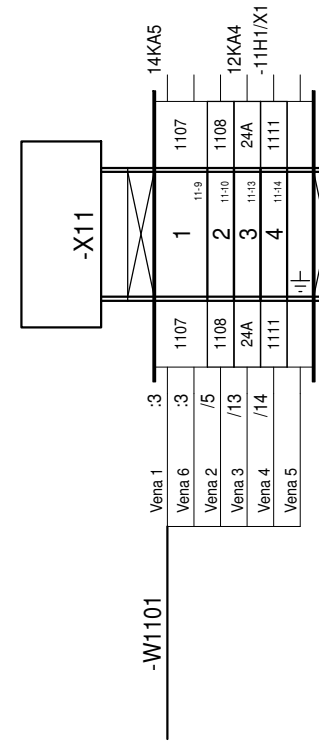 -X11
-W1101 Vena 1 :3 14KA5
Vena 6 :3 1107 1 11-9 1107
Vena 2 /5 1108 2 11-10 1108
Vena 3 /13 24A 3 11-13 24A 12KA4
Vena 4 /14 1111 4 11-14 1111 -11H1/X1
Vena 5